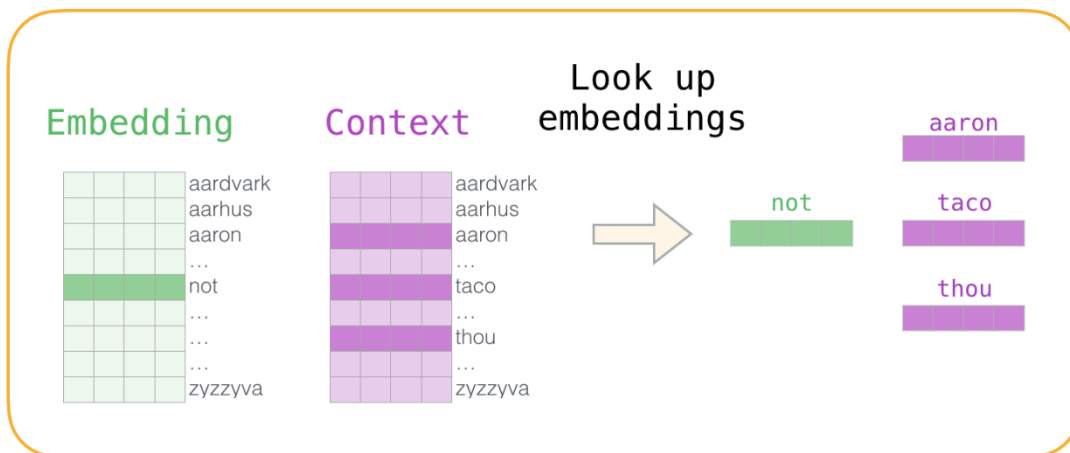 Look up
embeddings
Embedding
Context
aardvark
aarhus
aaron
...
not
...
...
...
zyzzyva
aardvark
aarhus
aaron
...
taco
...
thou
...
zyzzyva
not
aaron
taco
thou